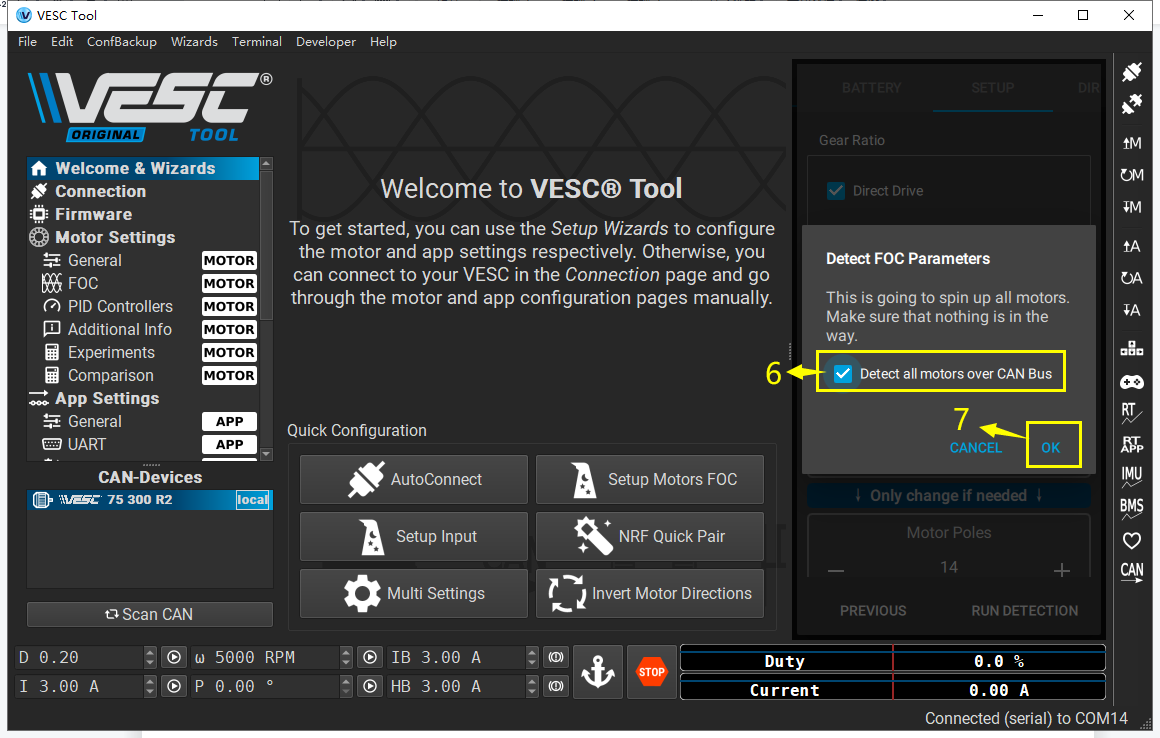 VESC Tool
File Edit ConfBackup Wizards Terminal Developer Help
VESC®
ORIGINAL TOOL
Welcome & Wizards
Connection
Firmware
Motor Settings
General MOTOR
FOC MOTOR
PID Controllers MOTOR
Additional Info MOTOR
Experiments MOTOR
Comparison MOTOR
App Settings
General APP
UART APP
CAN-Devices
VESC 75 300 R2 local
Scan CAN
Welcome to VESC® Tool
To get started, you can use the Setup Wizards to configure
the motor and app settings respectively. Otherwise, you
can connect to your VESC in the Connection page and go
through the motor and app configuration pages manually.
Quick Configuration
AutoConnect Setup Motors FOC
Setup Input NRF Quick Pair
Multi Settings Invert Motor Directions
BATTERY SETUP DIR
Gear Ratio
Direct Drive
Detect FOC Parameters
This is going to spin up all motors.
Make sure that nothing is in the
way.
6 Detect all motors over CAN Bus
7
CANCEL OK
↓ Only change if needed ↓
Motor Poles
— 14 +
PREVIOUS RUN DETECTION
↑M
↻M
↓M
↑A
↻A
↓A
RT
RT
APP
IMU
BMS
CAN
D 0.20 ω 5000 RPM IB 3.00 A
I 3.00 A P 0.00 ° HB 3.00 A
STOP
Duty 0.0 %
Current 0.00 A
Connected (serial) to COM14